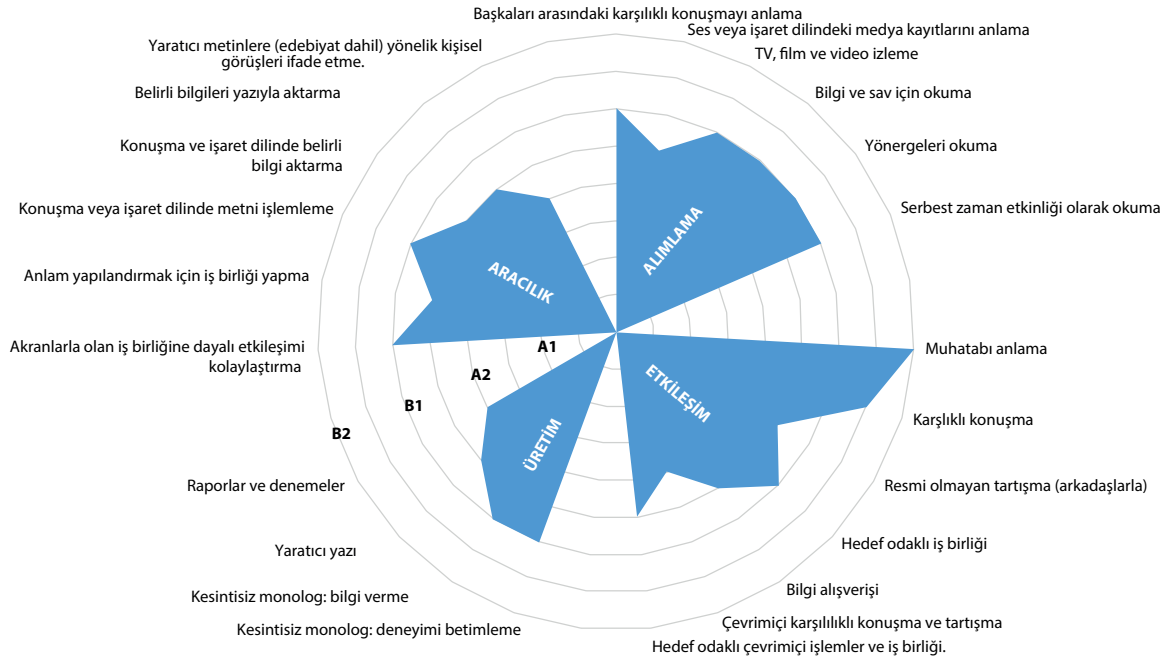 Başkaları arasındaki karşılıklı konuşmayı anlama
Ses veya işaret dilindeki medya kayıtlarını anlama
TV, film ve video izleme
Bilgi ve sav için okuma
Yönergeleri okuma
Serbest zaman etkinliği olarak okuma
Muhatabı anlama
Karşlıklı konuşma
Resmi olmayan tartışma (arkadaşlarla)
Hedef odaklı iş birliği
Bilgi alışverişi
Çevrimiçi karşılılıklı konuşma ve tartışma
Hedef odaklı çevrimiçi işlemler ve iş birliği.
Kesintisiz monolog: deneyimi betimleme
Kesintisiz monolog: bilgi verme
Yaratıcı yazı
Raporlar ve denemeler
Akranlarla olan iş birliğine dayalı etkileşimi
kolaylaştırma
Anlam yapılandırmak için iş birliği yapma
Konuşma veya işaret dilinde metni işlemleme
Konuşma ve işaret dilinde belirli
bilgi aktarma
Belirli bilgileri yazıyla aktarma
Yaratıcı metinlere (edebiyat dahil) yönelik kişisel
görüşleri ifade etme.
ALIMLAMA
ETKİLEŞİM
ÜRETİM
ARACILIK
A1
A2
B1
B2